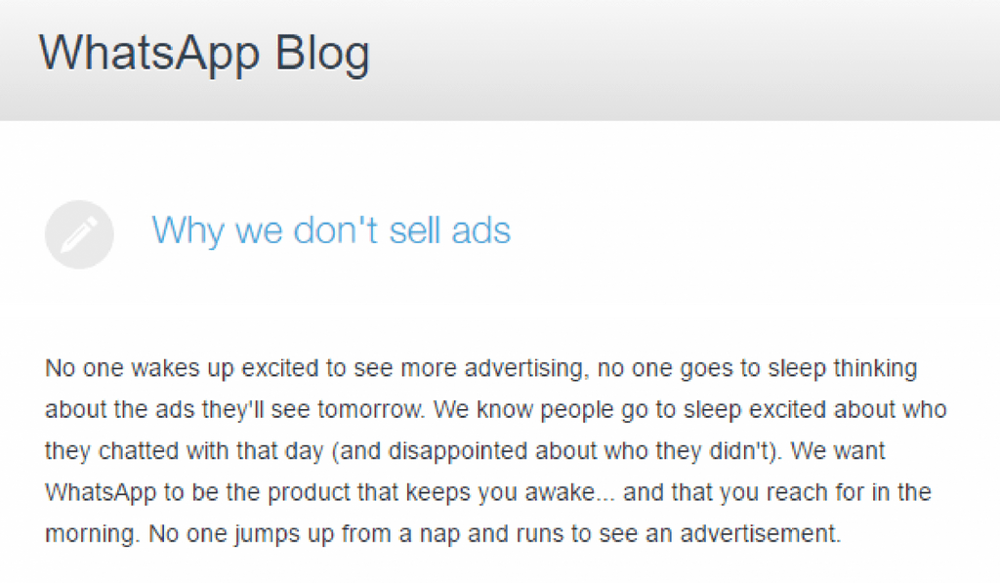 WhatsApp Blog
Why we don't sell ads
No one wakes up excited to see more advertising, no one goes to sleep thinking
about the ads they'll see tomorrow. We know people go to sleep excited about who
they chatted with that day (and disappointed about who they didn't). We want
WhatsApp to be the product that keeps you awake... and that you reach for in the
morning. No one jumps up from a nap and runs to see an advertisement.